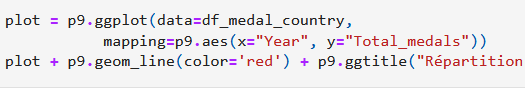 plot = p9.ggplot(data=df_medal_country,
mapping=p9.aes(x="Year", y="Total_medals"))
plot + p9.geom_line(color='red') + p9.ggtitle("Répartition